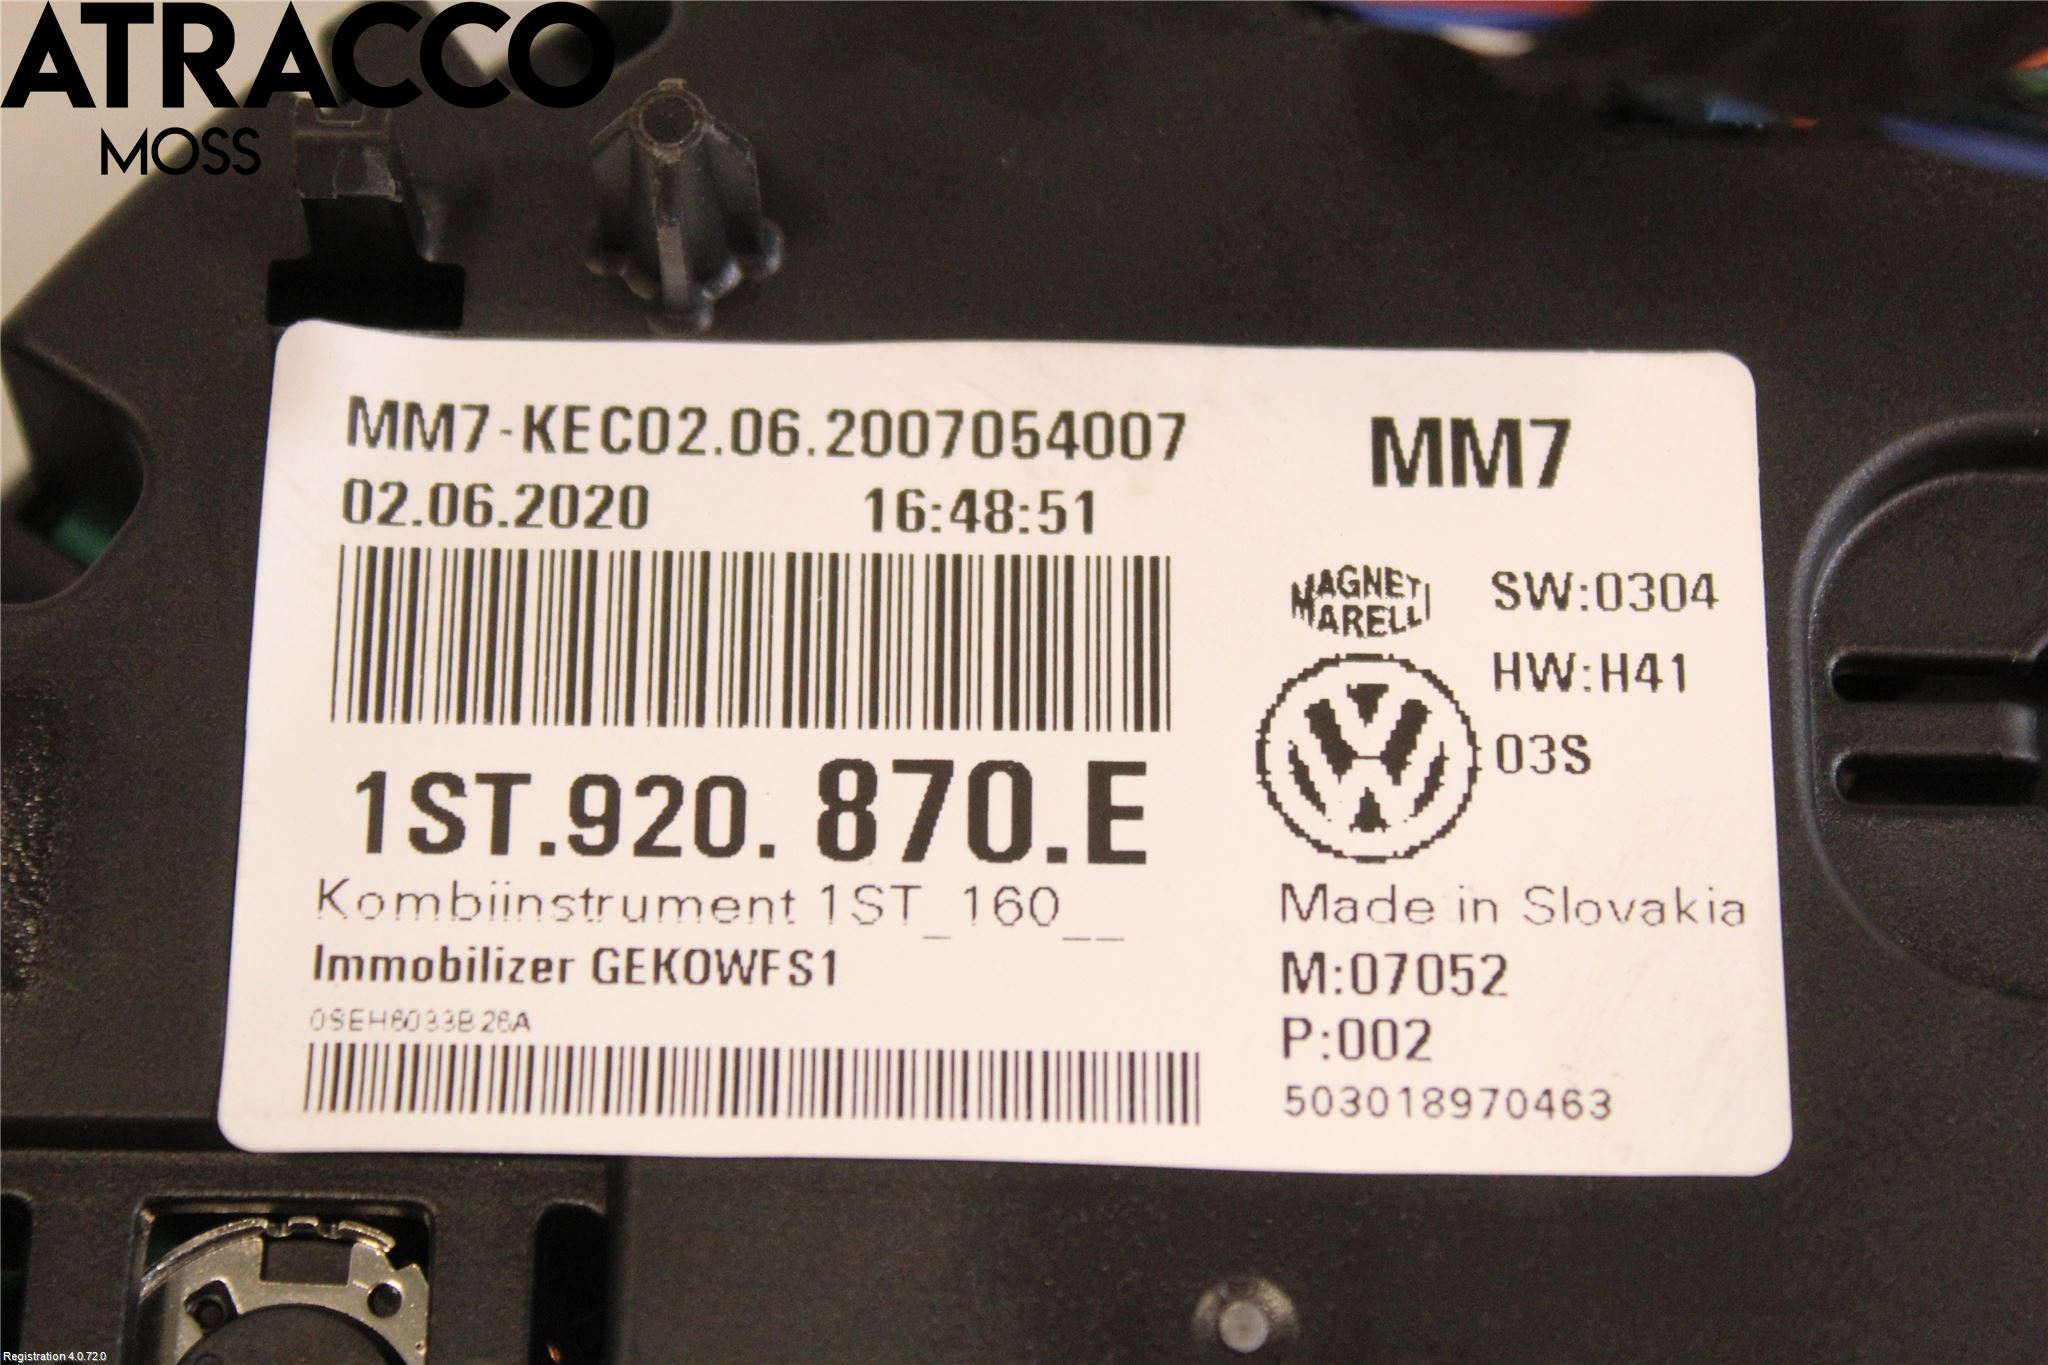 ATRACCO
MOSS
MM7-KEC02.06.2007054007
02.06.2020 16:48:51
MM7
MAGNETI
MARELLI
SW:0304
HW:H41
03S
1ST.920.870.E
Kombiinstrument 1ST_160__
Immobilizer GEKOWFS1
Made in Slovakia
M:07052
P:002
503018970463
Registration 4.0.72.0